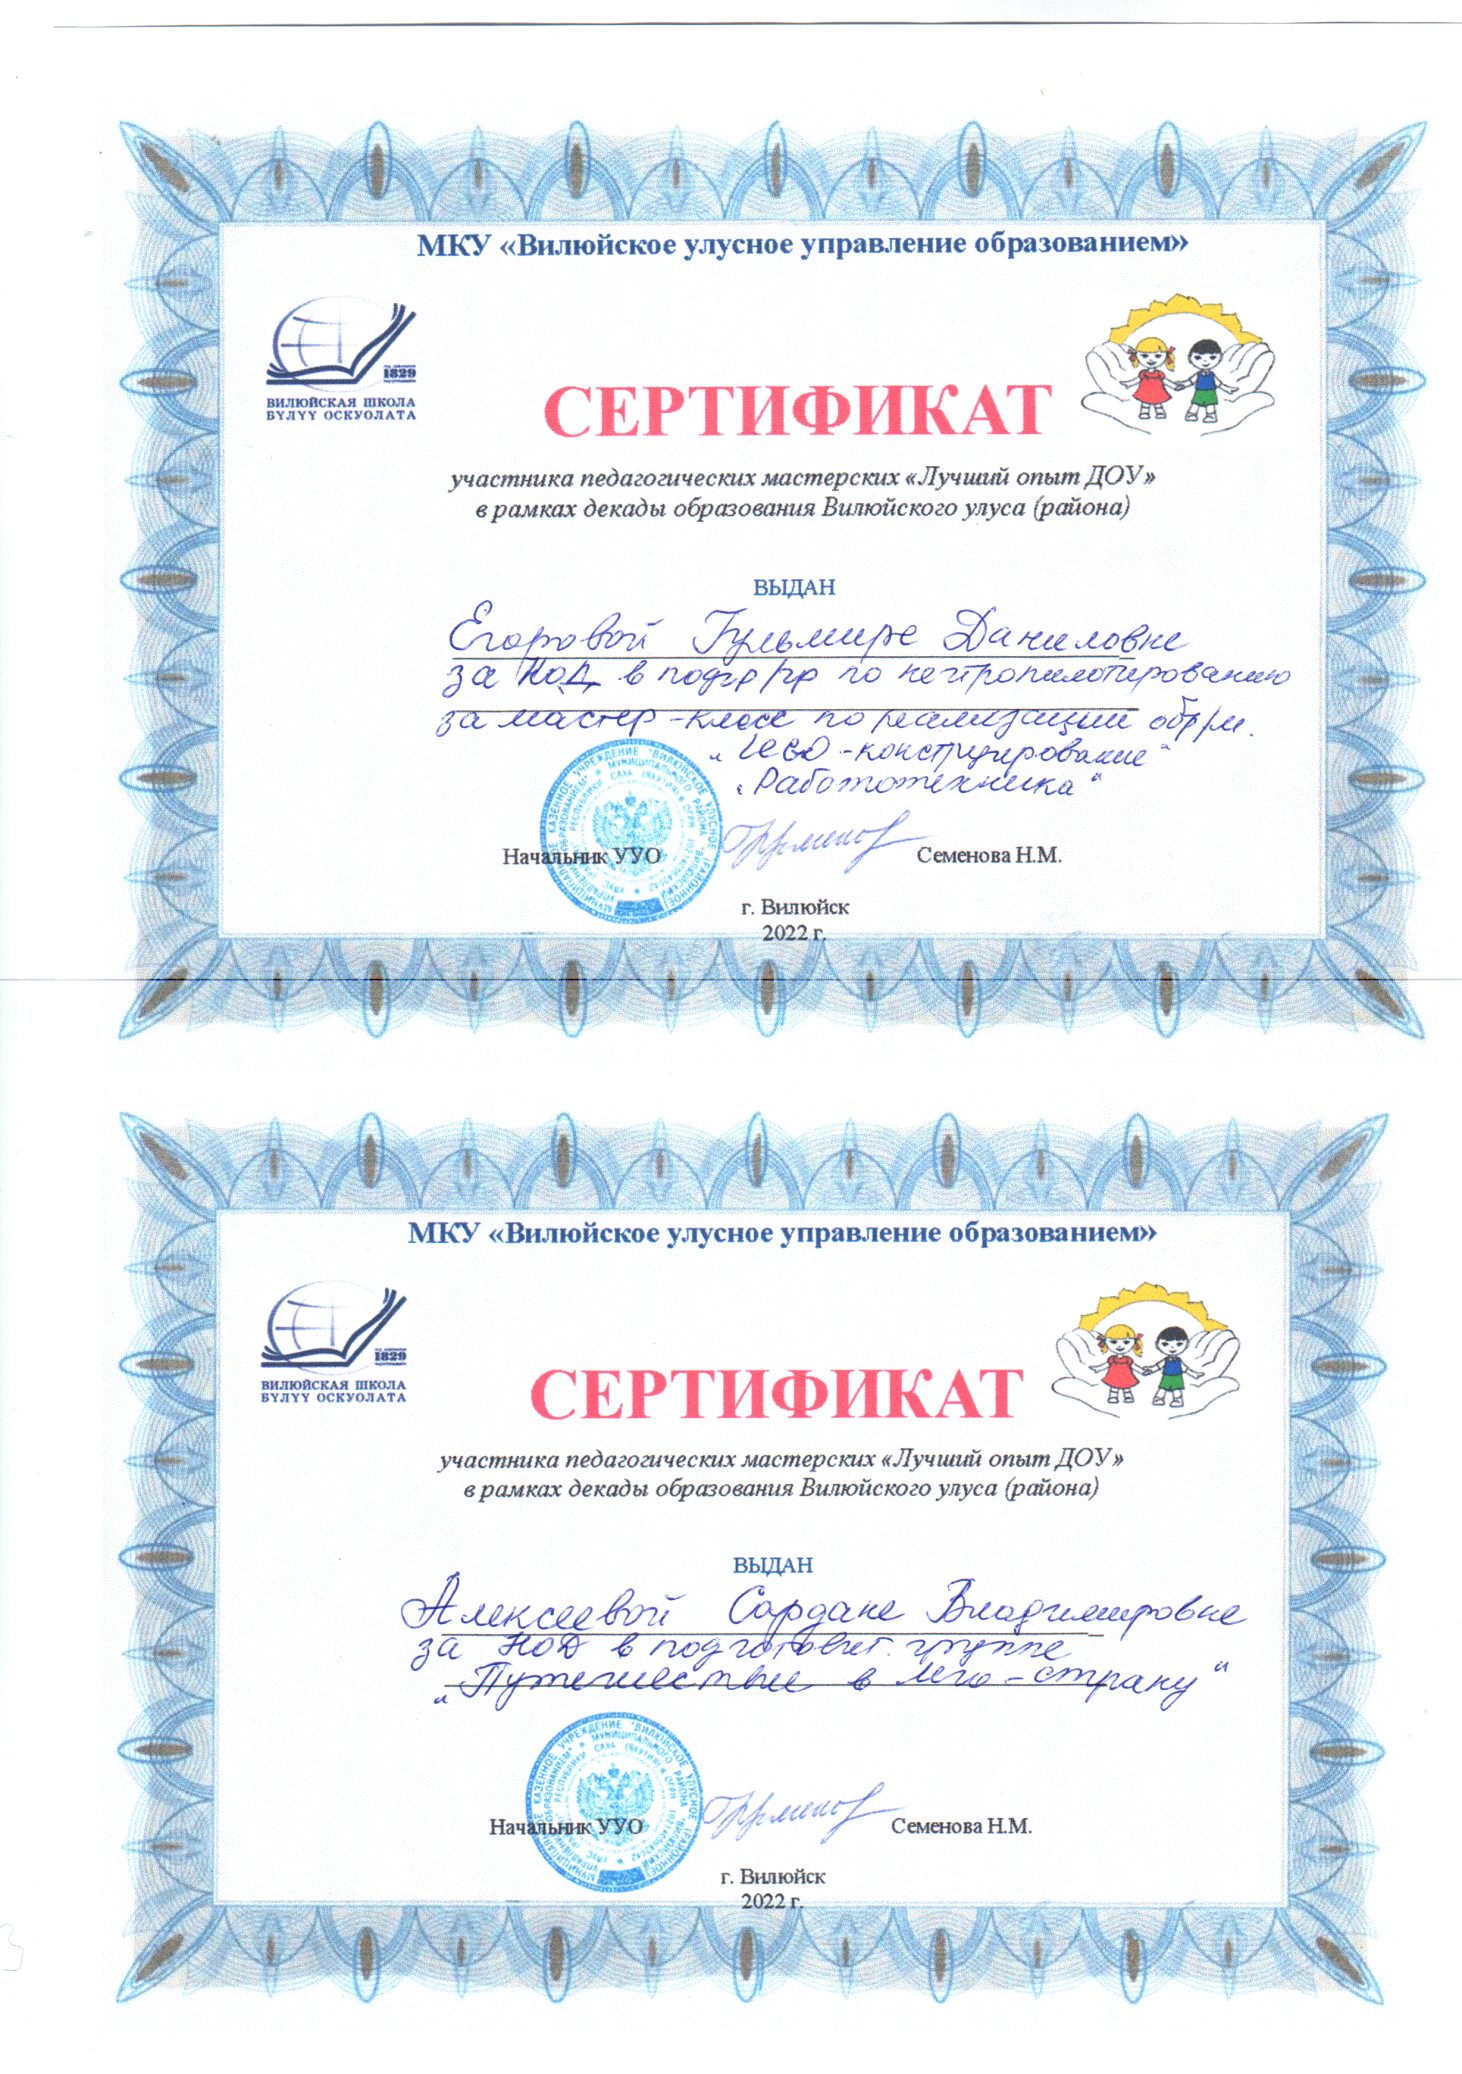 МКУ «Вилюйское улусное управление образованием»
1829
ВИЛЮЙСКАЯ ШКОЛА
БҮЛҮҮ ОСКУОЛАТА
СЕРТИФИКАТ
участника педагогических мастерских «Лучший опыт ДОУ»
в рамках декады образования Вилюйского улуса (района)
ВЫДАН
Егоровой Гульмире Даниловне
за НОД в подгр/гр по нейропилотированию
за мастер-класс по реализации обр/м.
„ LEGO-конструирование“
„Работотехника“
Начальник УУО Семенова Н.М.
г. Вилюйск
2022 г.
МКУ «Вилюйское улусное управление образованием»
1829
ВИЛЮЙСКАЯ ШКОЛА
БҮЛҮҮ ОСКУОЛАТА
СЕРТИФИКАТ
участника педагогических мастерских «Лучший опыт ДОУ»
в рамках декады образования Вилюйского улуса (района)
ВЫДАН
Алексеевой Сардане Владимировне
за НОД в подготовит. группе
„Путешествие в Лего-страну“
Начальник УУО Семенова Н.М.
г. Вилюйск
2022 г.